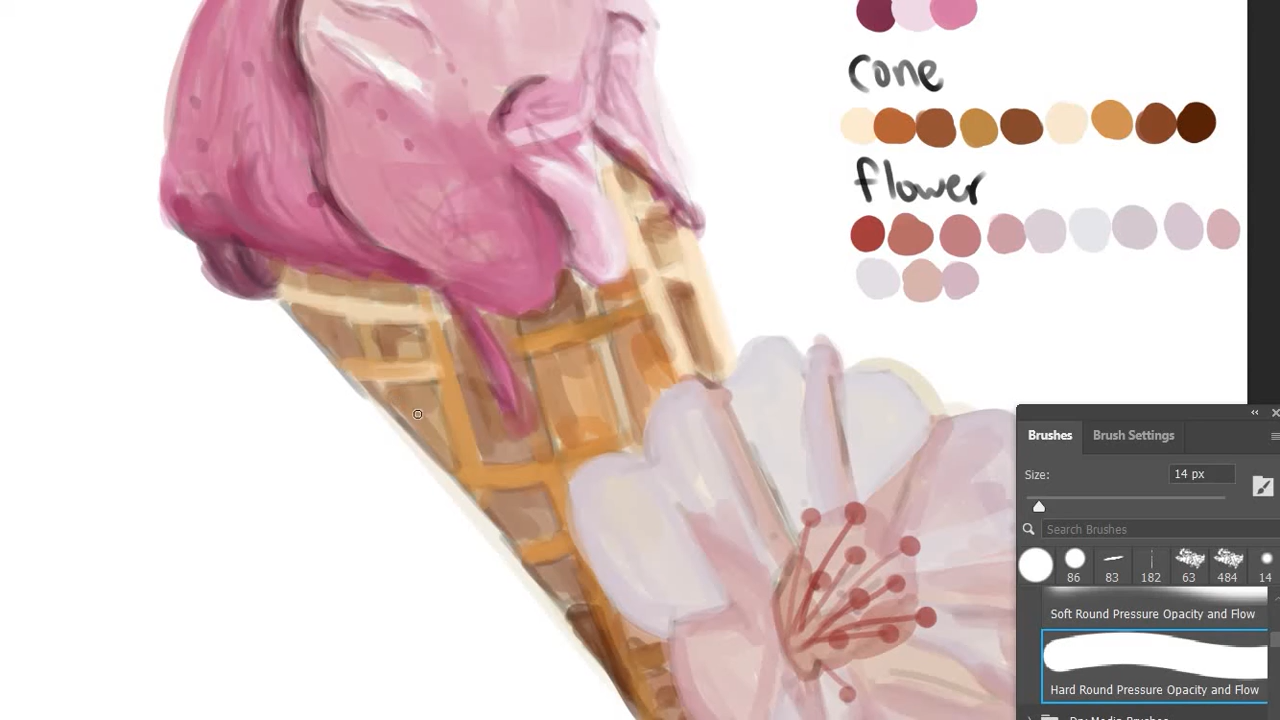 cone
flower
Brushes
Brush Settings
Size:
14 px
Search Brushes
86
83
182
63
484
14
Soft Round Pressure Opacity and Flow
Hard Round Pressure Opacity and Flow